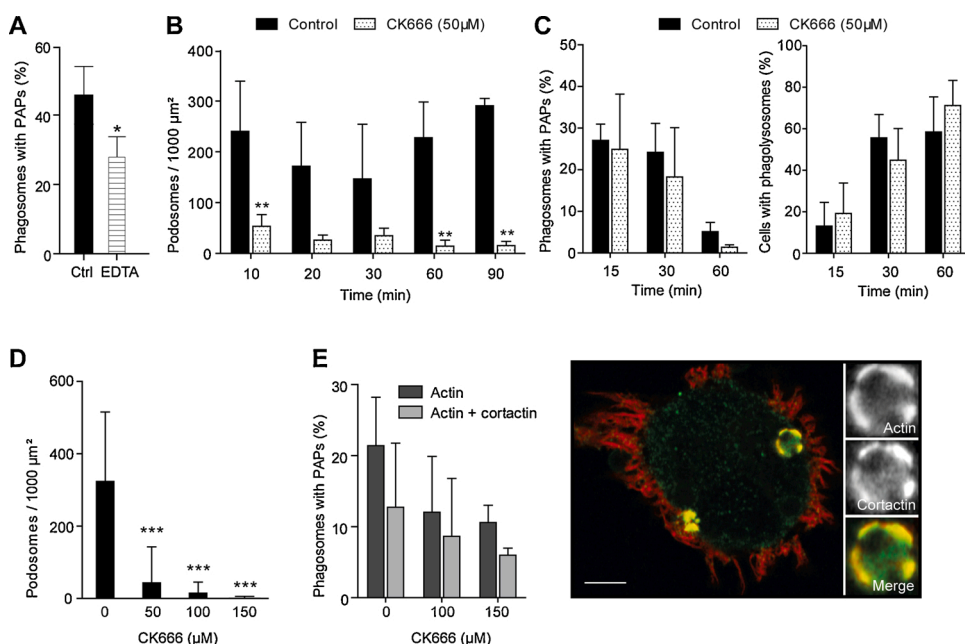 A
Phagosomes with PAPs (%)
60
40
20
0
*
Ctrl EDTA
B
Control CK666 (50µM)
Podosomes / 1000 µm²
400
300
200
100
0
** ** **
10 20 30 60 90
Time (min)
C
Control CK666 (50µM)
Phagosomes with PAPs (%)
50
40
30
20
10
0
15 30 60
Time (min)
Cells with phagolysosomes (%)
100
80
60
40
20
0
15 30 60
Time (min)
D
Podosomes / 1000 µm²
600
400
200
0
*** *** ***
0 50 100 150
CK666 (µM)
E
Phagosomes with PAPs (%)
30
20
10
0
Actin
Actin + cortactin
0 100 150
CK666 (µM)
Actin
Cortactin
Merge